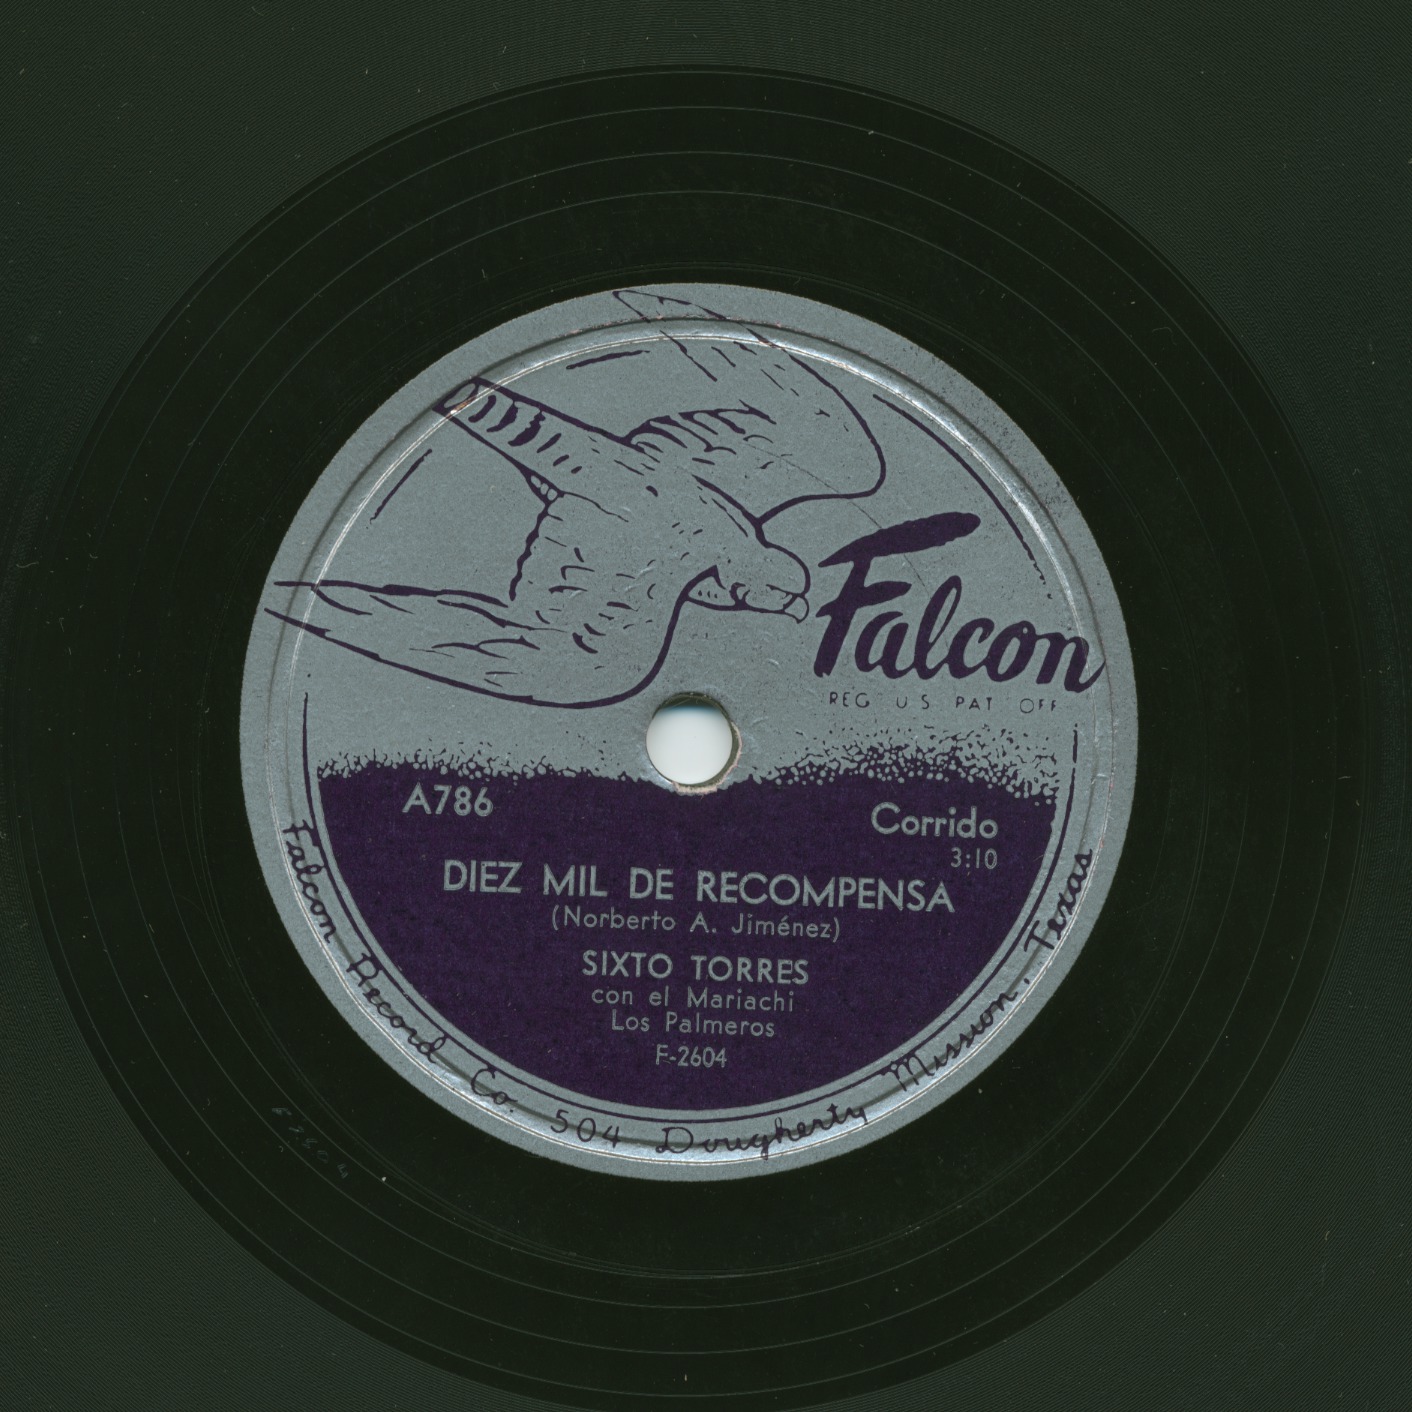 Falcon
REG U S PAT OFF
A786
Corrido
3:10
DIEZ MIL DE RECOMPENSA
(Norberto A. Jiménez)
SIXTO TORRES
con el Mariachi
Los Palmeros
F-2604
Falcon Record Co. 504 Dougherty Mission, Texas